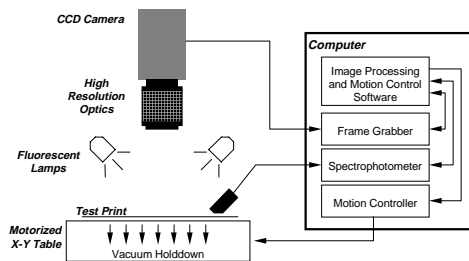 CCD Camera
High
Resolution
Optics
Fluorescent
Lamps
Test Print
Motorized
X-Y Table
Vacuum Holddown
Computer
Image Processing
and Motion Control
Software
Frame Grabber
Spectrophotometer
Motion Controller